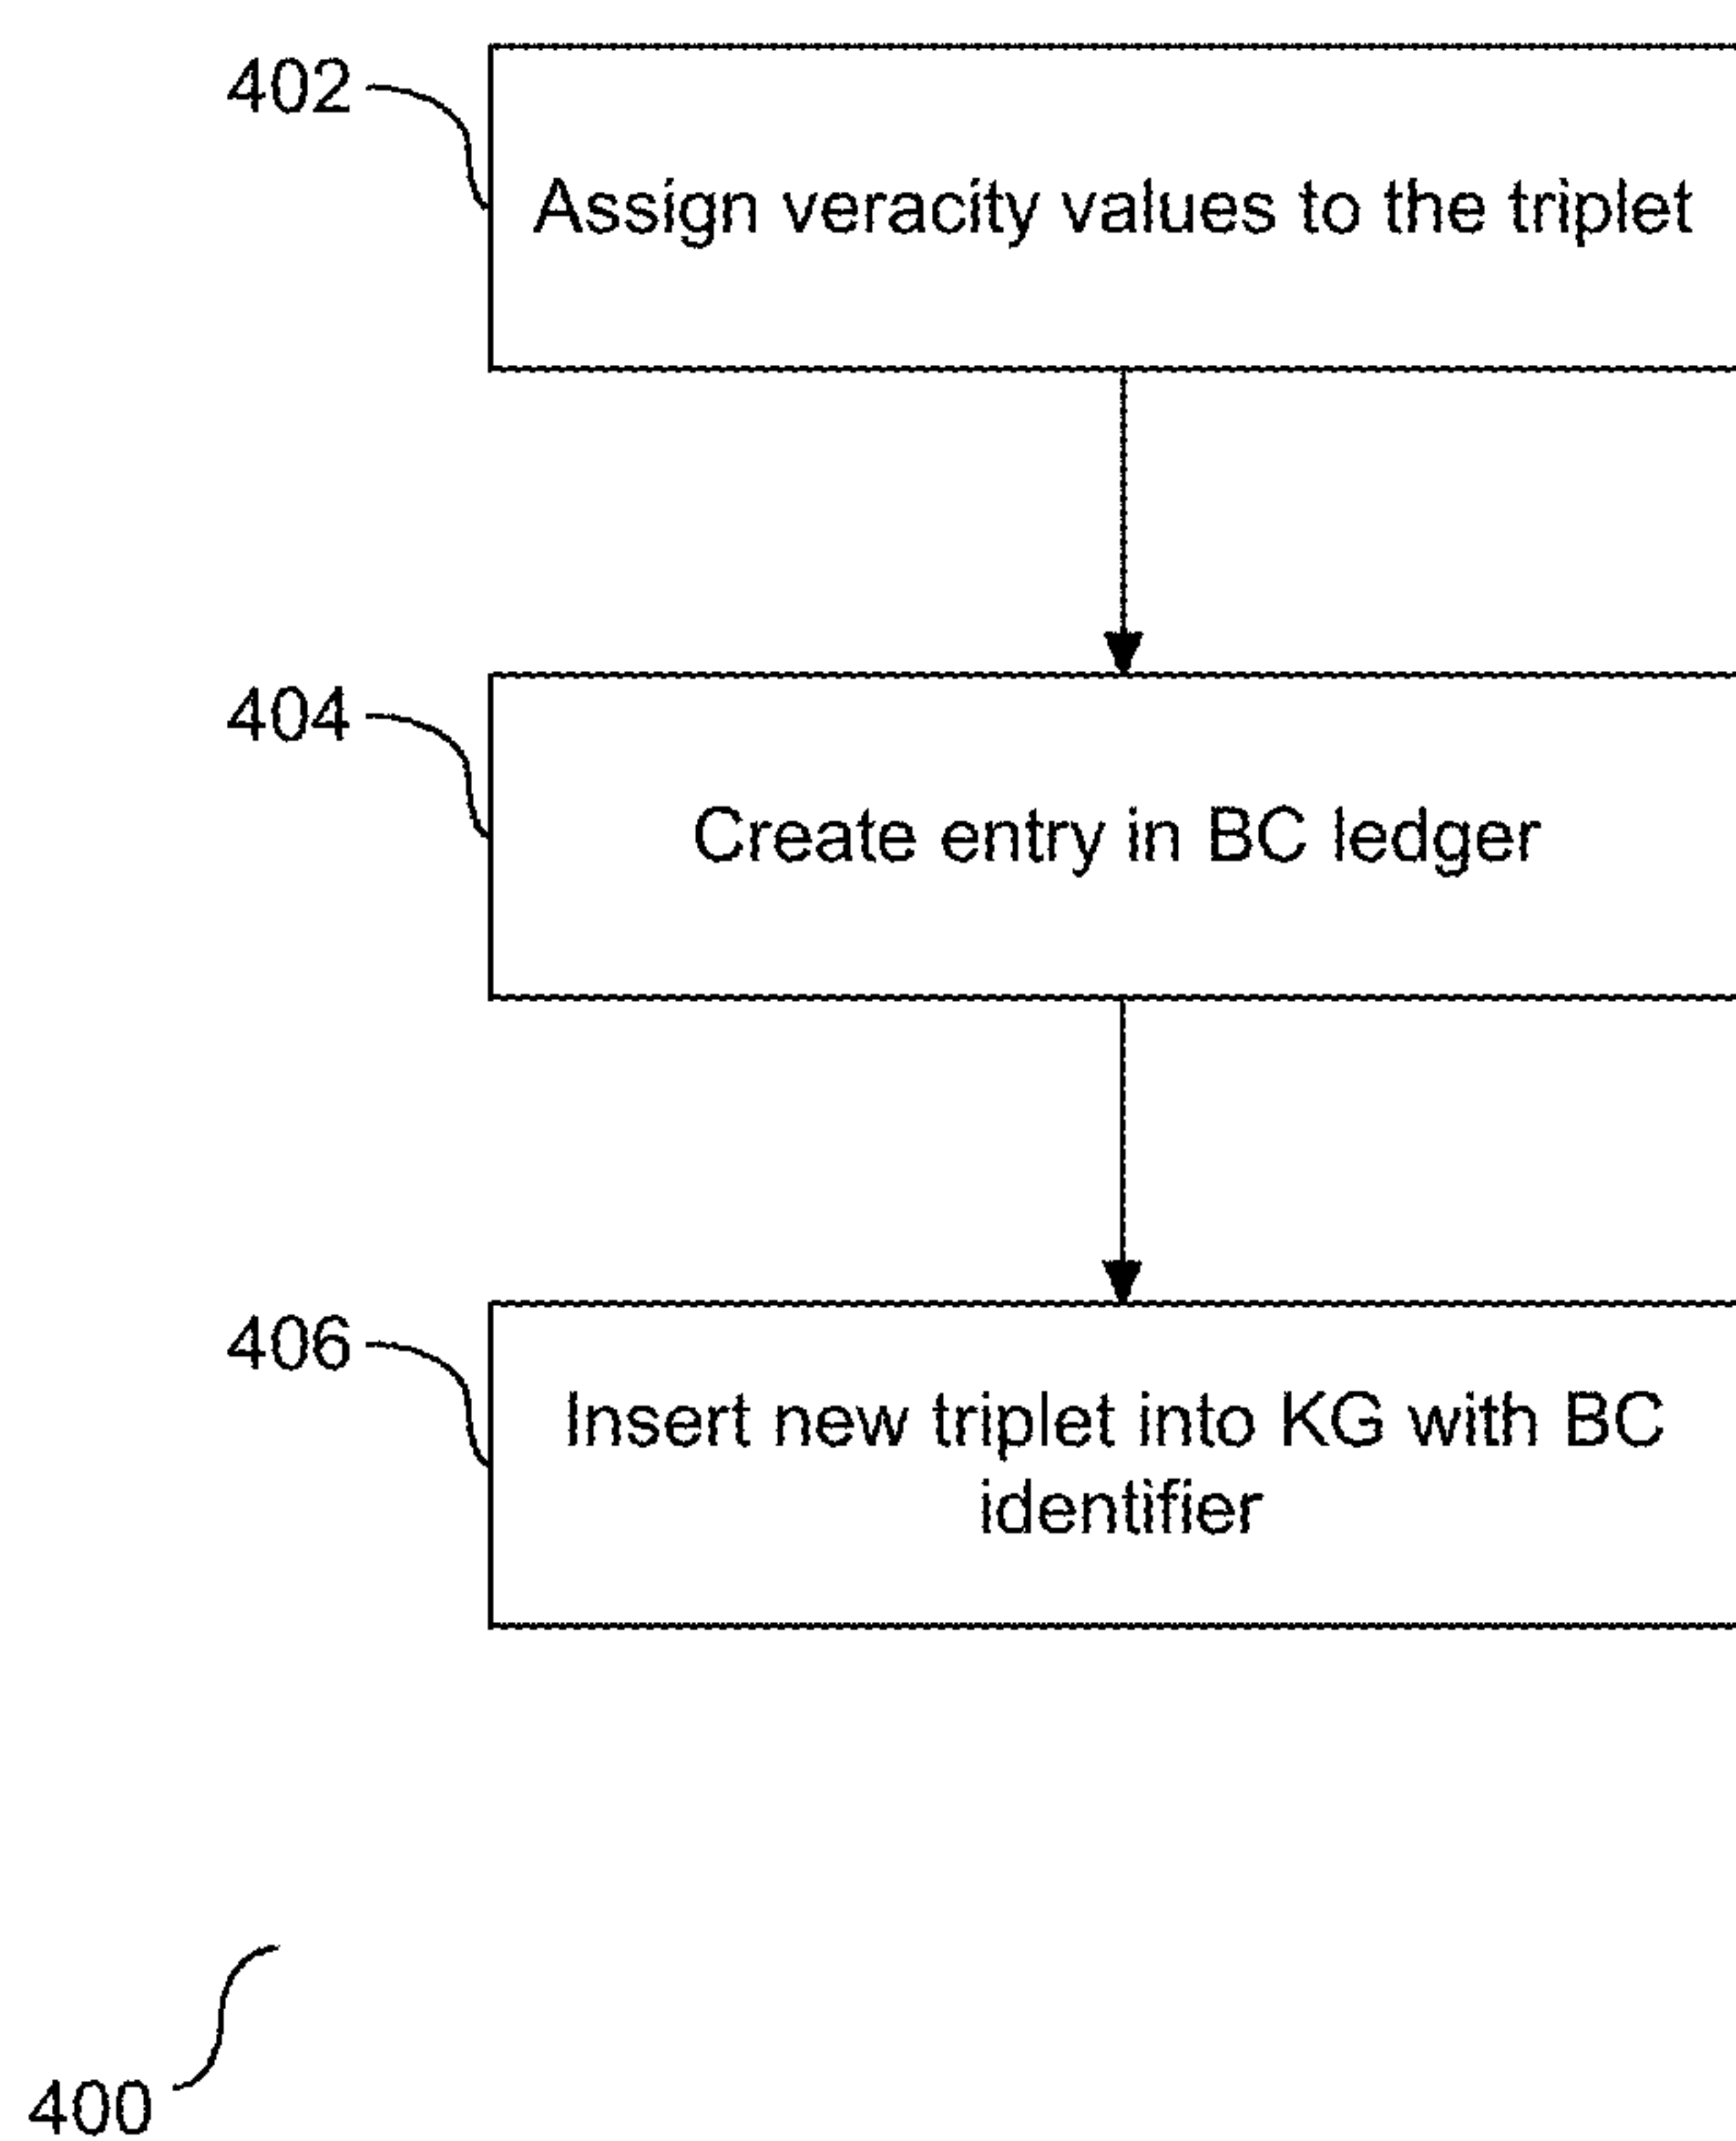 402
Assign veracity values to the triplet
404
Create entry in BC ledger
406
Insert new triplet into KG with BC
identifier
400